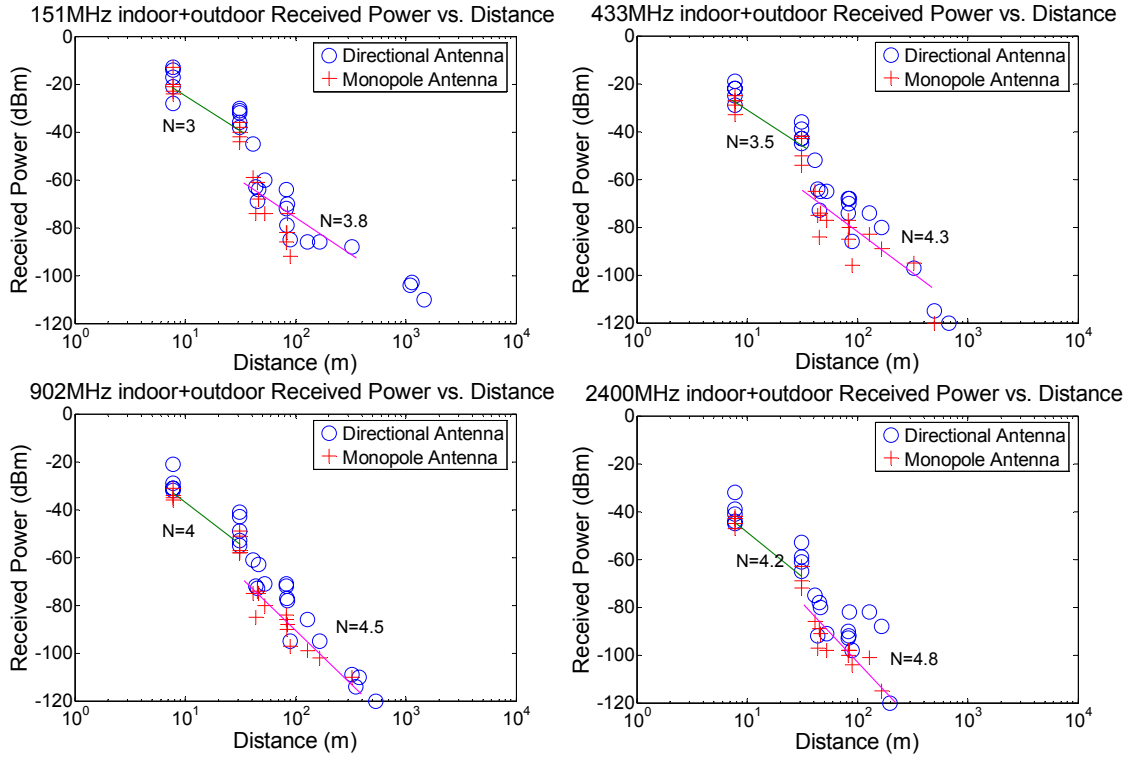 151MHz indoor+outdoor Received Power vs. Distance
0
-20
-40
-60
-80
-100
-120
Received Power (dBm)
Directional Antenna
Monopole Antenna
N=3
N=3.8
10^0
10^1
10^2
10^3
10^4
Distance (m)
433MHz indoor+outdoor Received Power vs. Distance
0
-20
-40
-60
-80
-100
-120
Received Power (dBm)
Directional Antenna
Monopole Antenna
N=3.5
N=4.3
10^0
10^1
10^2
10^3
10^4
Distance (m)
902MHz indoor+outdoor Received Power vs. Distance
0
-20
-40
-60
-80
-100
-120
Received Power (dBm)
Directional Antenna
Monopole Antenna
N=4
N=4.5
10^0
10^1
10^2
10^3
10^4
Distance (m)
2400MHz indoor+outdoor Received Power vs. Distance
0
-20
-40
-60
-80
-100
-120
Received Power (dBm)
Directional Antenna
Monopole Antenna
N=4.2
N=4.8
10^0
10^1
10^2
10^3
10^4
Distance (m)